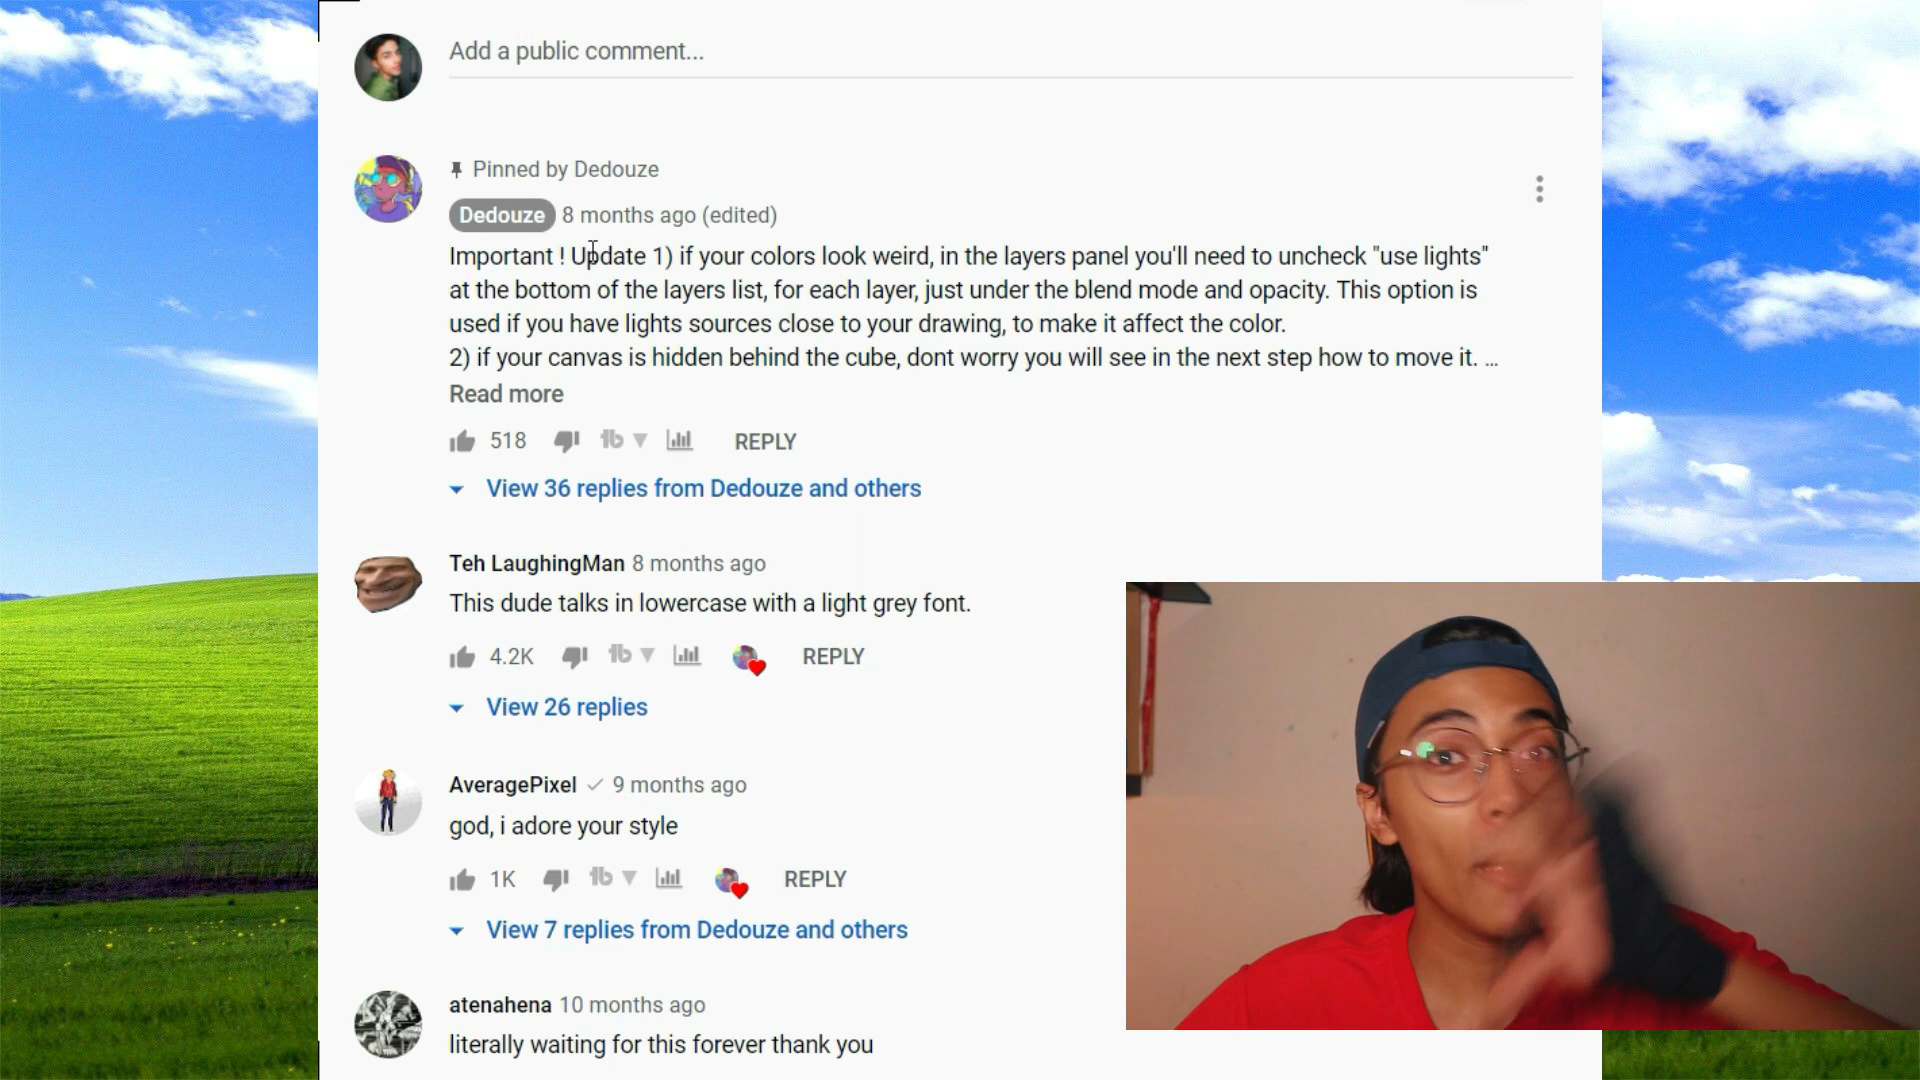 Add a public comment...
Pinned by Dedouze
Dedouze 8 months ago (edited)
Important ! Update 1) if your colors look weird, in the layers panel you'll need to uncheck "use lights"
at the bottom of the layers list, for each layer, just under the blend mode and opacity. This option is
used if you have lights sources close to your drawing, to make it affect the color.
2) if your canvas is hidden behind the cube, dont worry you will see in the next step how to move it. ...
Read more
518 tb REPLY
View 36 replies from Dedouze and others
Teh LaughingMan 8 months ago
This dude talks in lowercase with a light grey font.
4.2K tb REPLY
View 26 replies
AveragePixel 9 months ago
god, i adore your style
1K tb REPLY
View 7 replies from Dedouze and others
atenahena 10 months ago
literally waiting for this forever thank you